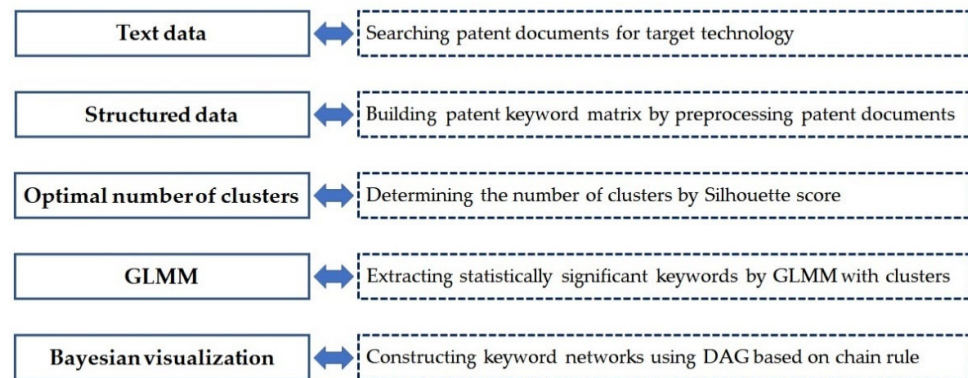 Text data
Searching patent documents for target technology
Structured data
Building patent keyword matrix by preprocessing patent documents
Optimal number of clusters
Determining the number of clusters by Silhouette score
GLMM
Extracting statistically significant keywords by GLMM with clusters
Bayesian visualization
Constructing keyword networks using DAG based on chain rule